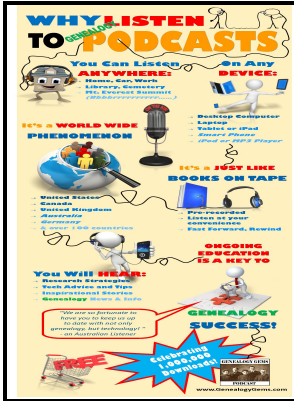 WHY LISTEN
TO GENEALOGY PODCASTS
You Can Listen
ANYWHERE:
Home, Car, Work
Library, Cemetery
Mt. Everest Summit
(Bbbbrrrrrrrrr....)
On Any
DEVICE:
Desktop Computer
Laptop
Tablet or iPad
Smart Phone
iPod or MP3 Player
It's a WORLD WIDE
PHENOMENON
United States
Canada
United Kingdom
Australia
Germany
& over 100 countries
It's a JUST LIKE
BOOKS ON TAPE
Pre-recorded
Listen at your
convenience
Fast Forward, Rewind
You Will HEAR:
Research Strategies
Tech Advice and Tips
Inspirational Stories
Genealogy News & Info
ONGOING
EDUCATION
IS A KEY TO
GENEALOGY
SUCCESS!
"We are so fortunate to
have you to keep us up
to date with not only
genealogy, but technology!"
- an Australian Listener
FREE
Celebrating
1,000,000
Downloads!
GENEALOGY GEMS
PODCAST
www.GenealogyGems.com